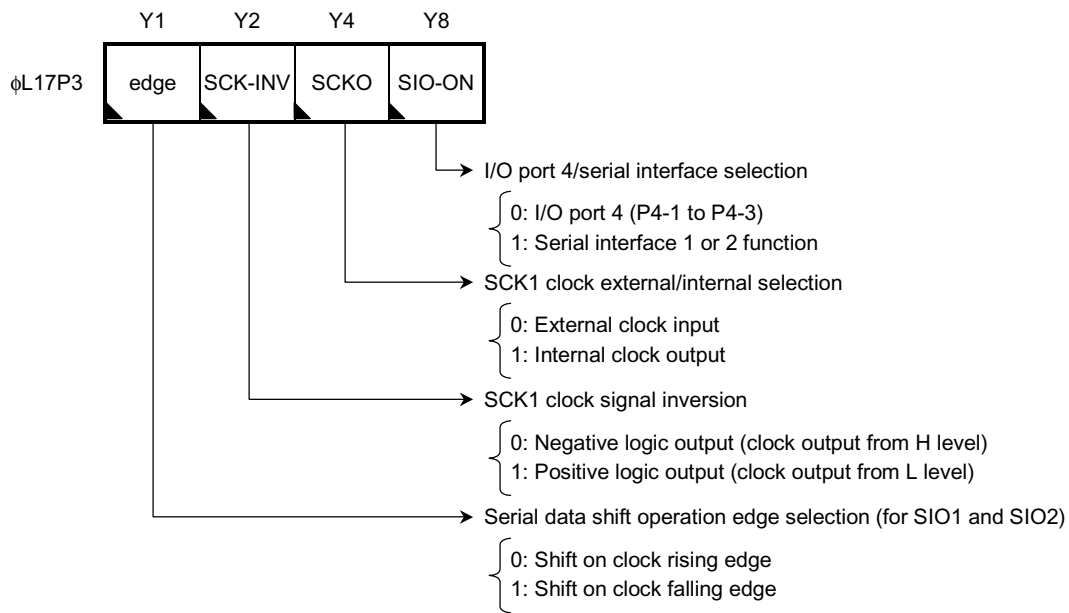 Y1 Y2 Y4 Y8
ϕL17P3 edge SCK-INV SCKO SIO-ON
I/O port 4/serial interface selection
0: I/O port 4 (P4-1 to P4-3)
1: Serial interface 1 or 2 function
SCK1 clock external/internal selection
0: External clock input
1: Internal clock output
SCK1 clock signal inversion
0: Negative logic output (clock output from H level)
1: Positive logic output (clock output from L level)
Serial data shift operation edge selection (for SIO1 and SIO2)
0: Shift on clock rising edge
1: Shift on clock falling edge